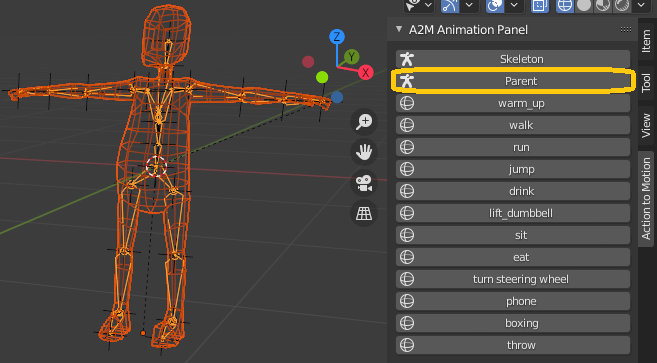 A2M Animation Panel
Skeleton
Parent
warm_up
walk
run
jump
drink
lift_dumbbell
sit
eat
turn steering wheel
phone
boxing
throw
Item
Tool
View
Action to Motion
Z
Y
X